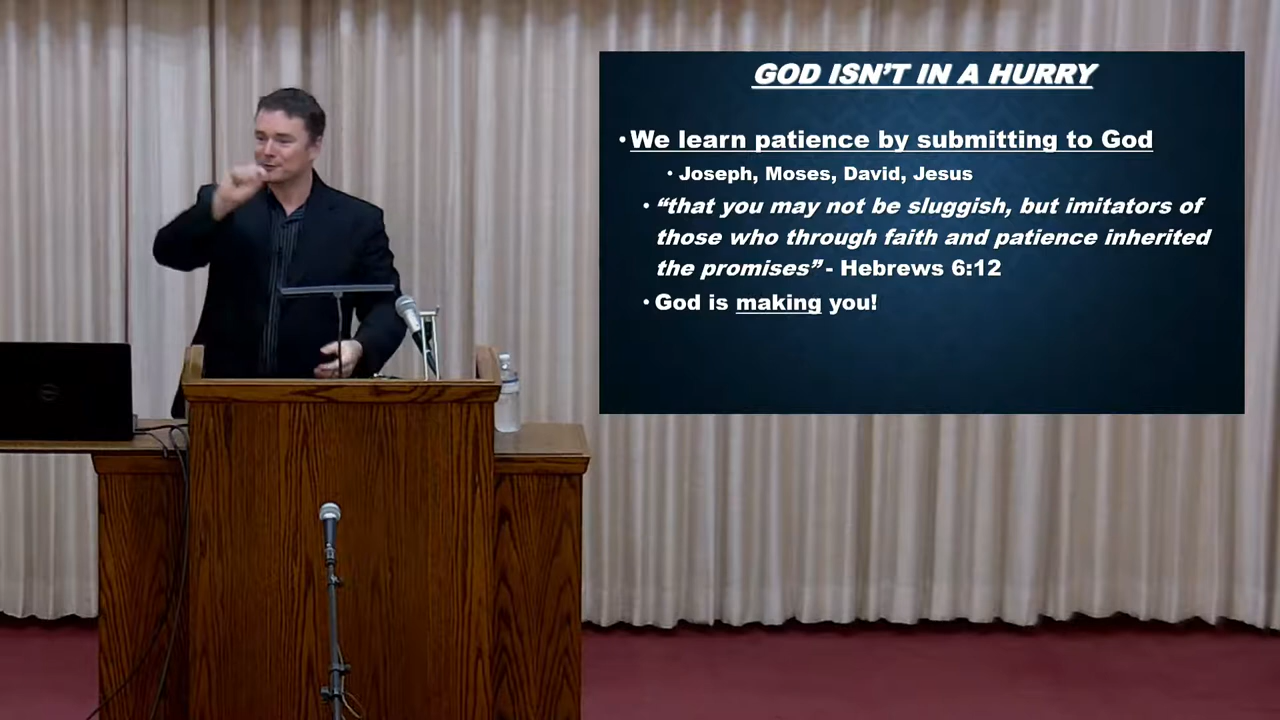 GOD ISN'T IN A HURRY
• We learn patience by submitting to God
• Joseph, Moses, David, Jesus
• “that you may not be sluggish, but imitators of
those who through faith and patience inherited
the promises” - Hebrews 6:12
• God is making you!